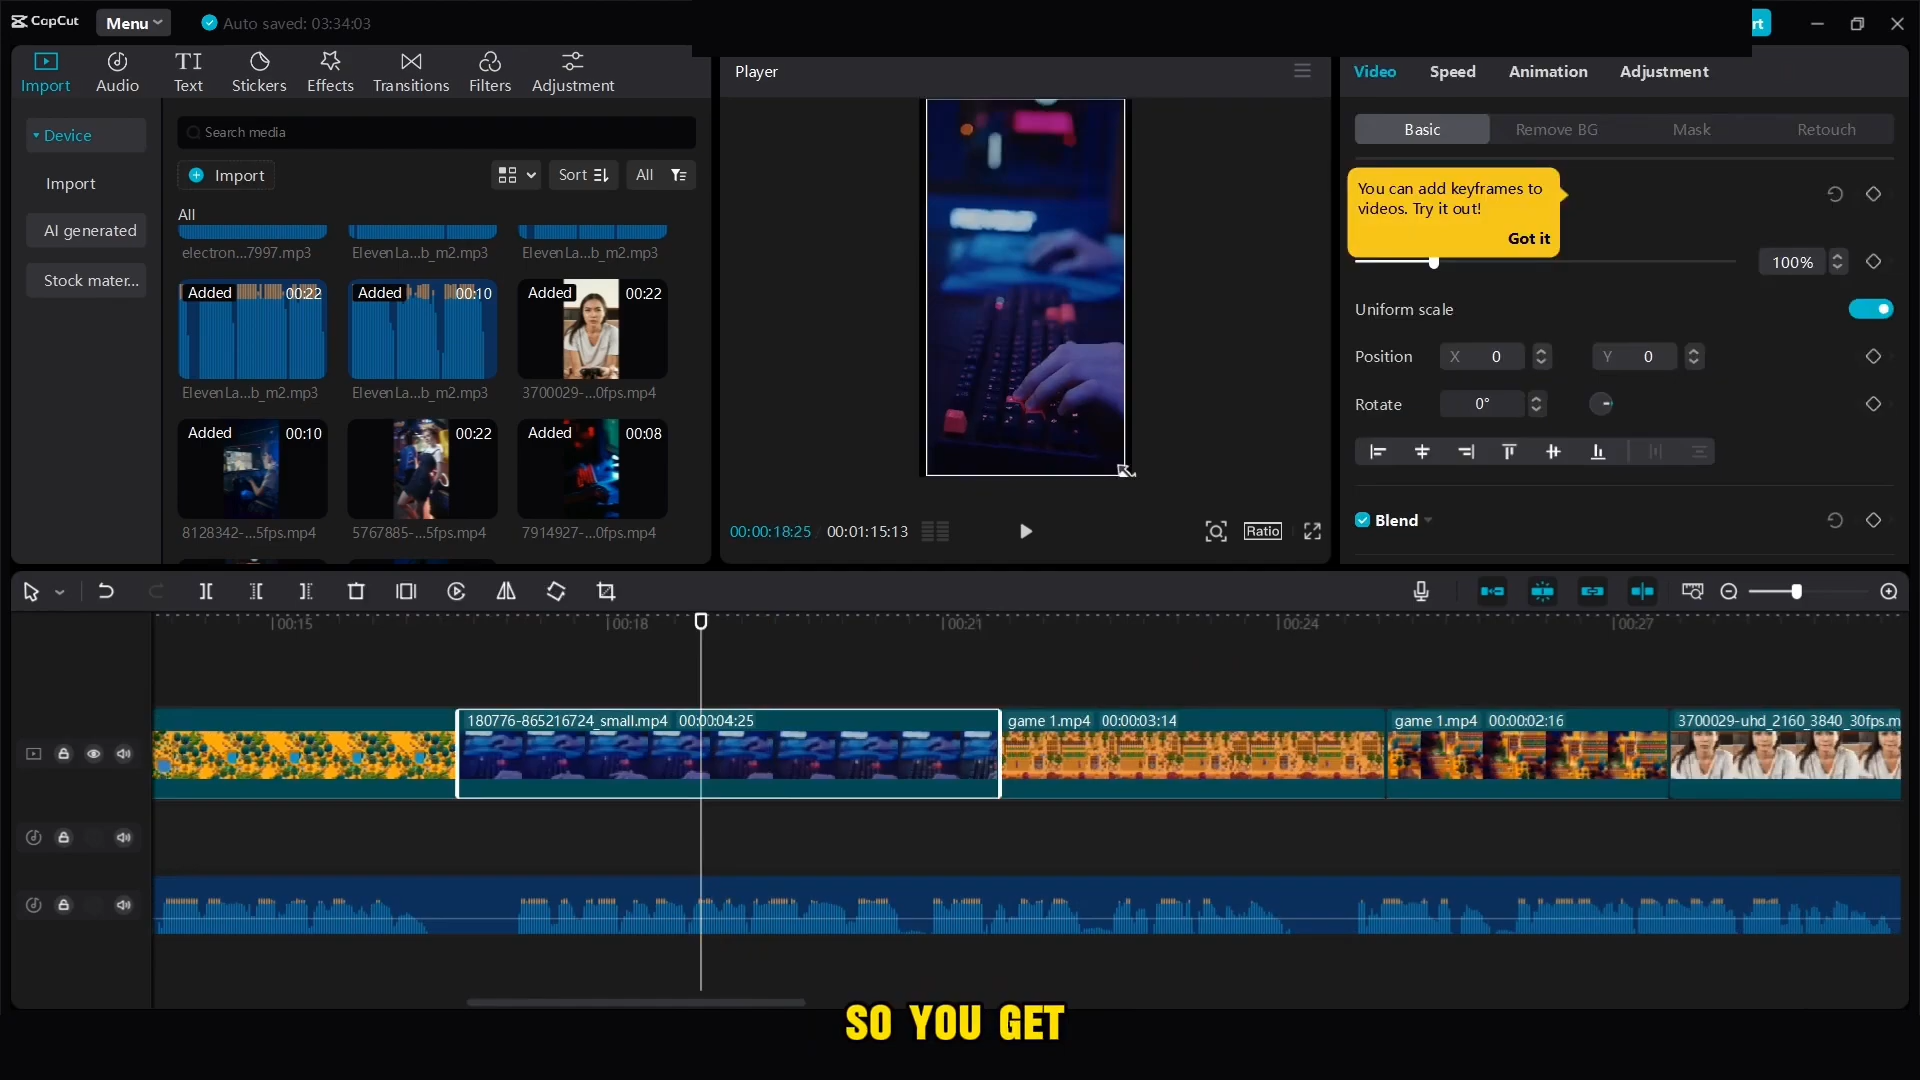 CapCut
Menu
Auto saved: 03:34:03
rt
Import
Audio
TI
Text
Stickers
Effects
Transitions
Filters
Adjustment
Device
Import
AI generated
Stock mater...
Search media
Import
Sort
All
All
electron...7997.mp3
ElevenLa...b_m2.mp3
ElevenLa...b_m2.mp3
Added 00:22
Added 00:10
Added 00:22
ElevenLa...b_m2.mp3
ElevenLa...b_m2.mp3
3700029-...0fps.mp4
Added 00:10
00:22
Added 00:08
8128342-...5fps.mp4
5767885-...5fps.mp4
7914927-...0fps.mp4
Player
00:00:18:25 00:01:15:13
Ratio
Video
Speed
Animation
Adjustment
Basic
Remove BG
Mask
Retouch
You can add keyframes to
videos. Try it out!
Got it
100%
Uniform scale
Position X 0 Y 0
Rotate 0°
Blend
00:15
00:18
00:21
00:24
00:27
180776-865216724_small.mp4 00:00:04:25
game 1.mp4 00:00:03:14
game 1.mp4 00:00:02:16
3700029-uhd_2160_3840_30fps.m
SO YOU GET